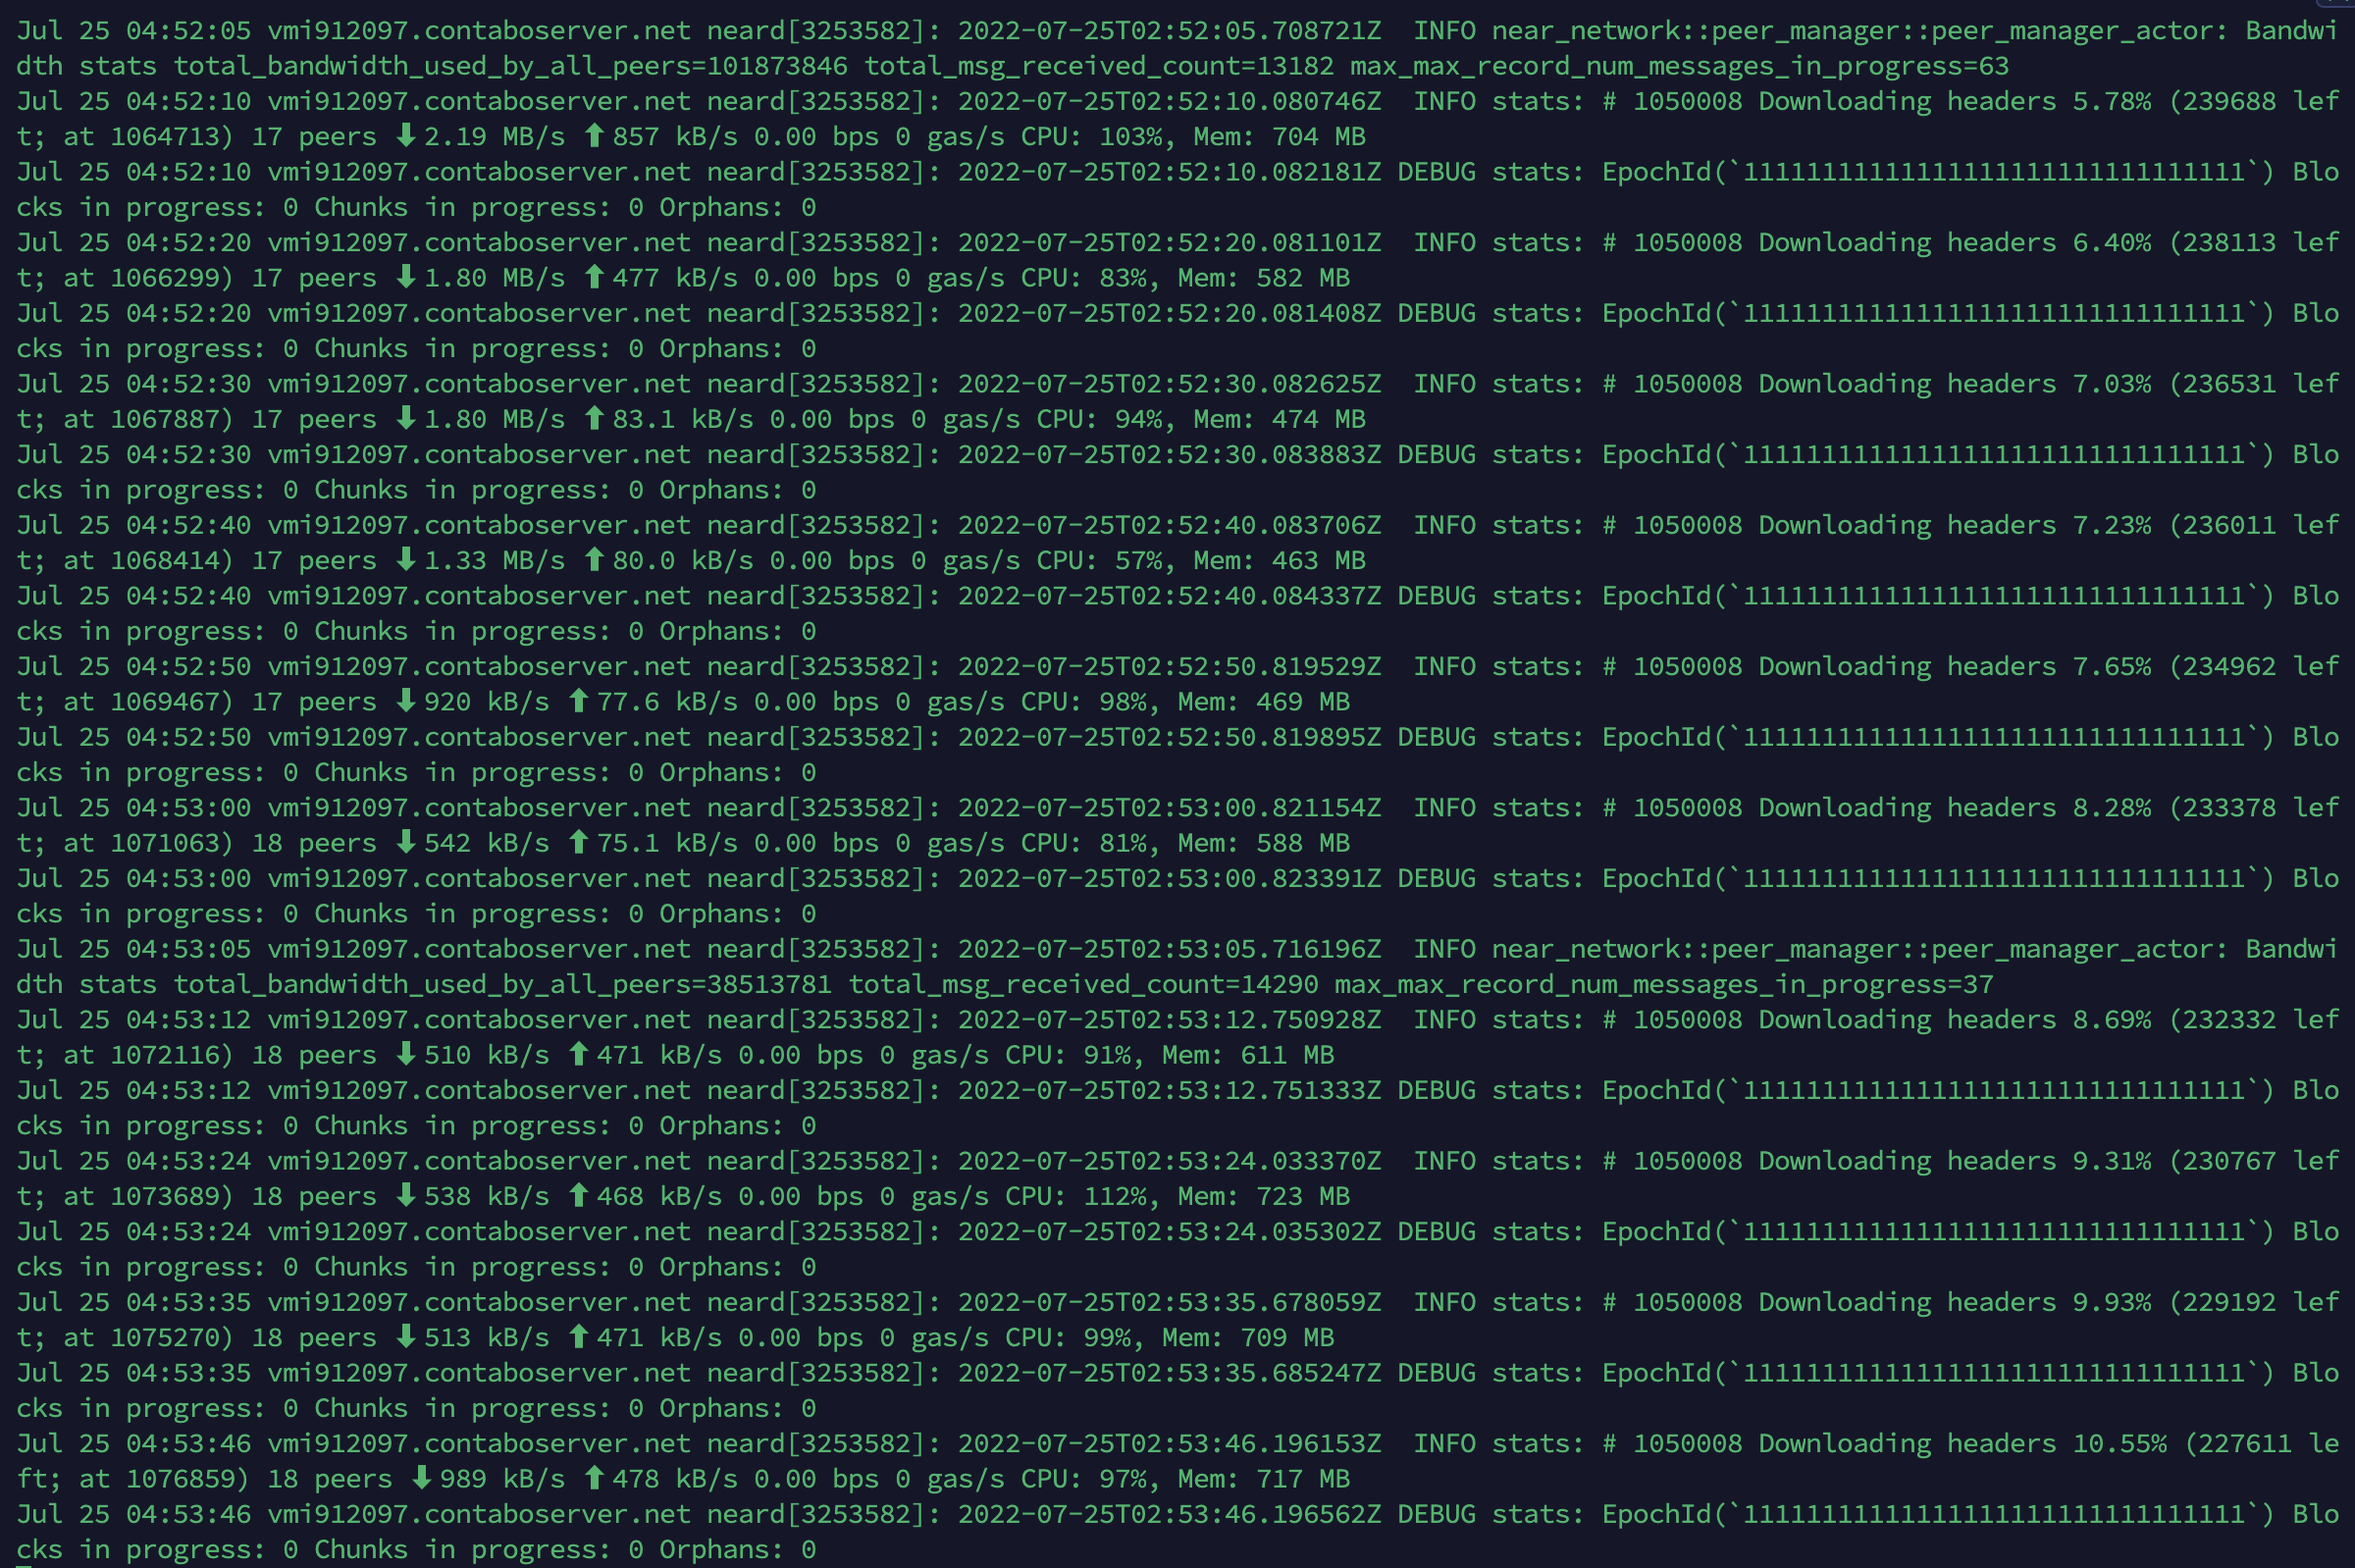 Jul 25 04:52:05 vmi912097.contaboserver.net neard[3253582]: 2022-07-25T02:52:05.708721Z  INFO near_network::peer_manager::peer_manager_actor: Bandwi
dth stats total_bandwidth_used_by_all_peers=101873846 total_msg_received_count=13182 max_max_record_num_messages_in_progress=63
Jul 25 04:52:10 vmi912097.contaboserver.net neard[3253582]: 2022-07-25T02:52:10.080746Z  INFO stats: # 1050008 Downloading headers 5.78% (239688 lef
t; at 1064713) 17 peers ⬇ 2.19 MB/s ⬆ 857 kB/s 0.00 bps 0 gas/s CPU: 103%, Mem: 704 MB
Jul 25 04:52:10 vmi912097.contaboserver.net neard[3253582]: 2022-07-25T02:52:10.082181Z DEBUG stats: EpochId(`11111111111111111111111111111111`) Blo
cks in progress: 0 Chunks in progress: 0 Orphans: 0
Jul 25 04:52:20 vmi912097.contaboserver.net neard[3253582]: 2022-07-25T02:52:20.081101Z  INFO stats: # 1050008 Downloading headers 6.40% (238113 lef
t; at 1066299) 17 peers ⬇ 1.80 MB/s ⬆ 477 kB/s 0.00 bps 0 gas/s CPU: 83%, Mem: 582 MB
Jul 25 04:52:20 vmi912097.contaboserver.net neard[3253582]: 2022-07-25T02:52:20.081408Z DEBUG stats: EpochId(`11111111111111111111111111111111`) Blo
cks in progress: 0 Chunks in progress: 0 Orphans: 0
Jul 25 04:52:30 vmi912097.contaboserver.net neard[3253582]: 2022-07-25T02:52:30.082625Z  INFO stats: # 1050008 Downloading headers 7.03% (236531 lef
t; at 1067887) 17 peers ⬇ 1.80 MB/s ⬆ 83.1 kB/s 0.00 bps 0 gas/s CPU: 94%, Mem: 474 MB
Jul 25 04:52:30 vmi912097.contaboserver.net neard[3253582]: 2022-07-25T02:52:30.083883Z DEBUG stats: EpochId(`11111111111111111111111111111111`) Blo
cks in progress: 0 Chunks in progress: 0 Orphans: 0
Jul 25 04:52:40 vmi912097.contaboserver.net neard[3253582]: 2022-07-25T02:52:40.083706Z  INFO stats: # 1050008 Downloading headers 7.23% (236011 lef
t; at 1068414) 17 peers ⬇ 1.33 MB/s ⬆ 80.0 kB/s 0.00 bps 0 gas/s CPU: 57%, Mem: 463 MB
Jul 25 04:52:40 vmi912097.contaboserver.net neard[3253582]: 2022-07-25T02:52:40.084337Z DEBUG stats: EpochId(`11111111111111111111111111111111`) Blo
cks in progress: 0 Chunks in progress: 0 Orphans: 0
Jul 25 04:52:50 vmi912097.contaboserver.net neard[3253582]: 2022-07-25T02:52:50.819529Z  INFO stats: # 1050008 Downloading headers 7.65% (234962 lef
t; at 1069467) 17 peers ⬇ 920 kB/s ⬆ 77.6 kB/s 0.00 bps 0 gas/s CPU: 98%, Mem: 469 MB
Jul 25 04:52:50 vmi912097.contaboserver.net neard[3253582]: 2022-07-25T02:52:50.819895Z DEBUG stats: EpochId(`11111111111111111111111111111111`) Blo
cks in progress: 0 Chunks in progress: 0 Orphans: 0
Jul 25 04:53:00 vmi912097.contaboserver.net neard[3253582]: 2022-07-25T02:53:00.821154Z  INFO stats: # 1050008 Downloading headers 8.28% (233378 lef
t; at 1071063) 18 peers ⬇ 542 kB/s ⬆ 75.1 kB/s 0.00 bps 0 gas/s CPU: 81%, Mem: 588 MB
Jul 25 04:53:00 vmi912097.contaboserver.net neard[3253582]: 2022-07-25T02:53:00.823391Z DEBUG stats: EpochId(`11111111111111111111111111111111`) Blo
cks in progress: 0 Chunks in progress: 0 Orphans: 0
Jul 25 04:53:05 vmi912097.contaboserver.net neard[3253582]: 2022-07-25T02:53:05.716196Z  INFO near_network::peer_manager::peer_manager_actor: Bandwi
dth stats total_bandwidth_used_by_all_peers=38513781 total_msg_received_count=14290 max_max_record_num_messages_in_progress=37
Jul 25 04:53:12 vmi912097.contaboserver.net neard[3253582]: 2022-07-25T02:53:12.750928Z  INFO stats: # 1050008 Downloading headers 8.69% (232332 lef
t; at 1072116) 18 peers ⬇ 510 kB/s ⬆ 471 kB/s 0.00 bps 0 gas/s CPU: 91%, Mem: 611 MB
Jul 25 04:53:12 vmi912097.contaboserver.net neard[3253582]: 2022-07-25T02:53:12.751333Z DEBUG stats: EpochId(`11111111111111111111111111111111`) Blo
cks in progress: 0 Chunks in progress: 0 Orphans: 0
Jul 25 04:53:24 vmi912097.contaboserver.net neard[3253582]: 2022-07-25T02:53:24.033370Z  INFO stats: # 1050008 Downloading headers 9.31% (230767 lef
t; at 1073689) 18 peers ⬇ 538 kB/s ⬆ 468 kB/s 0.00 bps 0 gas/s CPU: 112%, Mem: 723 MB
Jul 25 04:53:24 vmi912097.contaboserver.net neard[3253582]: 2022-07-25T02:53:24.035302Z DEBUG stats: EpochId(`11111111111111111111111111111111`) Blo
cks in progress: 0 Chunks in progress: 0 Orphans: 0
Jul 25 04:53:35 vmi912097.contaboserver.net neard[3253582]: 2022-07-25T02:53:35.678059Z  INFO stats: # 1050008 Downloading headers 9.93% (229192 lef
t; at 1075270) 18 peers ⬇ 513 kB/s ⬆ 471 kB/s 0.00 bps 0 gas/s CPU: 99%, Mem: 709 MB
Jul 25 04:53:35 vmi912097.contaboserver.net neard[3253582]: 2022-07-25T02:53:35.685247Z DEBUG stats: EpochId(`11111111111111111111111111111111`) Blo
cks in progress: 0 Chunks in progress: 0 Orphans: 0
Jul 25 04:53:46 vmi912097.contaboserver.net neard[3253582]: 2022-07-25T02:53:46.196153Z  INFO stats: # 1050008 Downloading headers 10.55% (227611 le
ft; at 1076859) 18 peers ⬇ 989 kB/s ⬆ 478 kB/s 0.00 bps 0 gas/s CPU: 97%, Mem: 717 MB
Jul 25 04:53:46 vmi912097.contaboserver.net neard[3253582]: 2022-07-25T02:53:46.196562Z DEBUG stats: EpochId(`11111111111111111111111111111111`) Blo
cks in progress: 0 Chunks in progress: 0 Orphans: 0